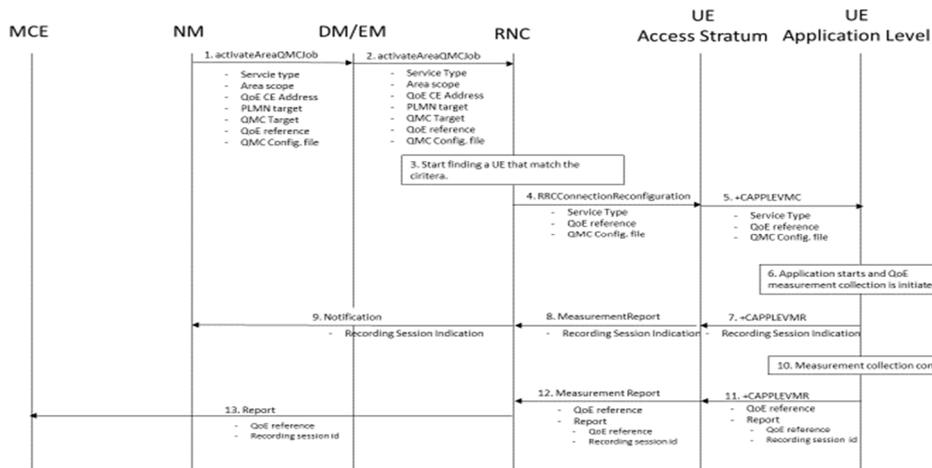 MCE
NM
DM/EM
RNC
UE
Access Stratum
UE
Application Level
1. activateAreaQMCJob
- Servcie type
- Area scope
- QoE CE Address
- PLMN target
- QMC Target
- QoE reference
- QMC Config. file
2. activateAreaQMCJob
- Service Type
- Area scope
- QoE CE Address
- PLMN target
- QMC Target
- QoE reference
- QMC Config. file
3. Start finding a UE that match the
ciritera.
4. RRCConnectionReconfiguration
- Service Type
- QoE reference
- QMC Config. file
5. +CAPPLEVMC
- Service Type
- QoE reference
- QMC Config. file
6. Application starts and QoE
measurement collection is initiate
7. +CAPPLEVMR
- Recording Session Indication
8. MeasurementReport
- Recording Session Indication
9. Notification
- Recording Session Indication
10. Measurement collection con
11. +CAPPLEVMR
- QoE reference
- Report
- QoE reference
- Recording session id
12. Measurement Report
- QoE reference
- Report
- QoE reference
- Recording session id
13. Report
- QoE reference
- Recording session id